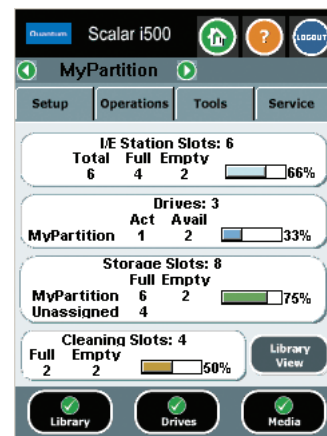 Quantum Scalar i500 ? LOGOUT
MyPartition
Setup Operations Tools Service
I/E Station Slots: 6
Total Full Empty
6 4 2 66%
Drives: 3
Act Avail
MyPartition 1 2 33%
Storage Slots: 8
Full Empty
MyPartition 6 2 75%
Unassigned 4
Cleaning Slots: 4
Full Empty
2 2 50%
Library
View
Library Drives Media